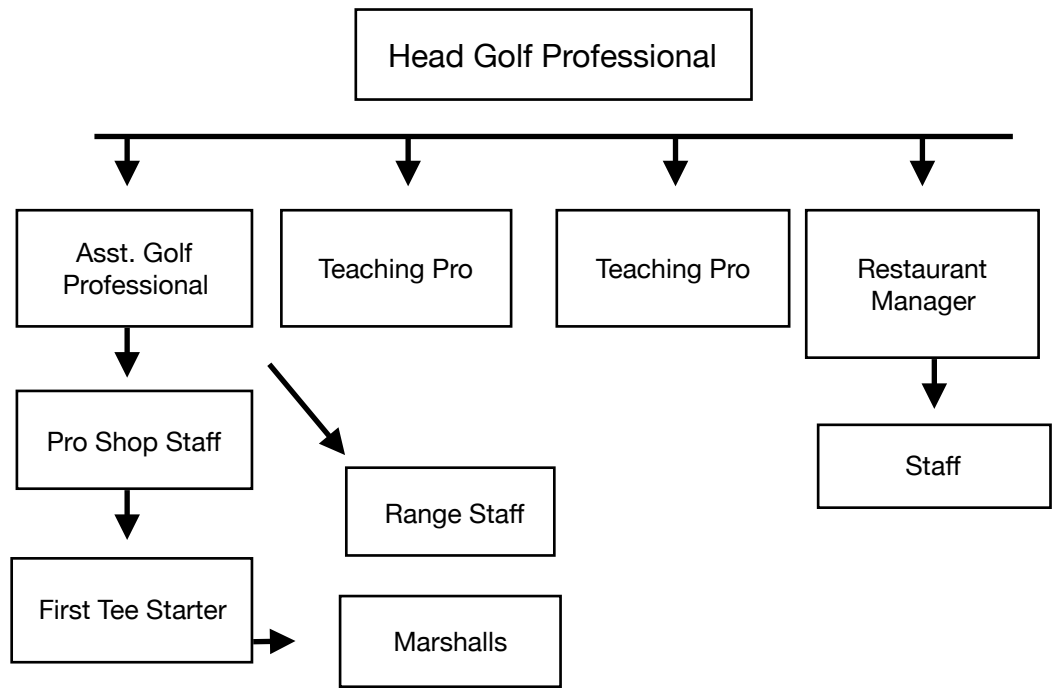 Head Golf Professional
Asst. Golf
Professional
Teaching Pro
Teaching Pro
Restaurant
Manager
Pro Shop Staff
Staff
Range Staff
First Tee Starter
Marshalls